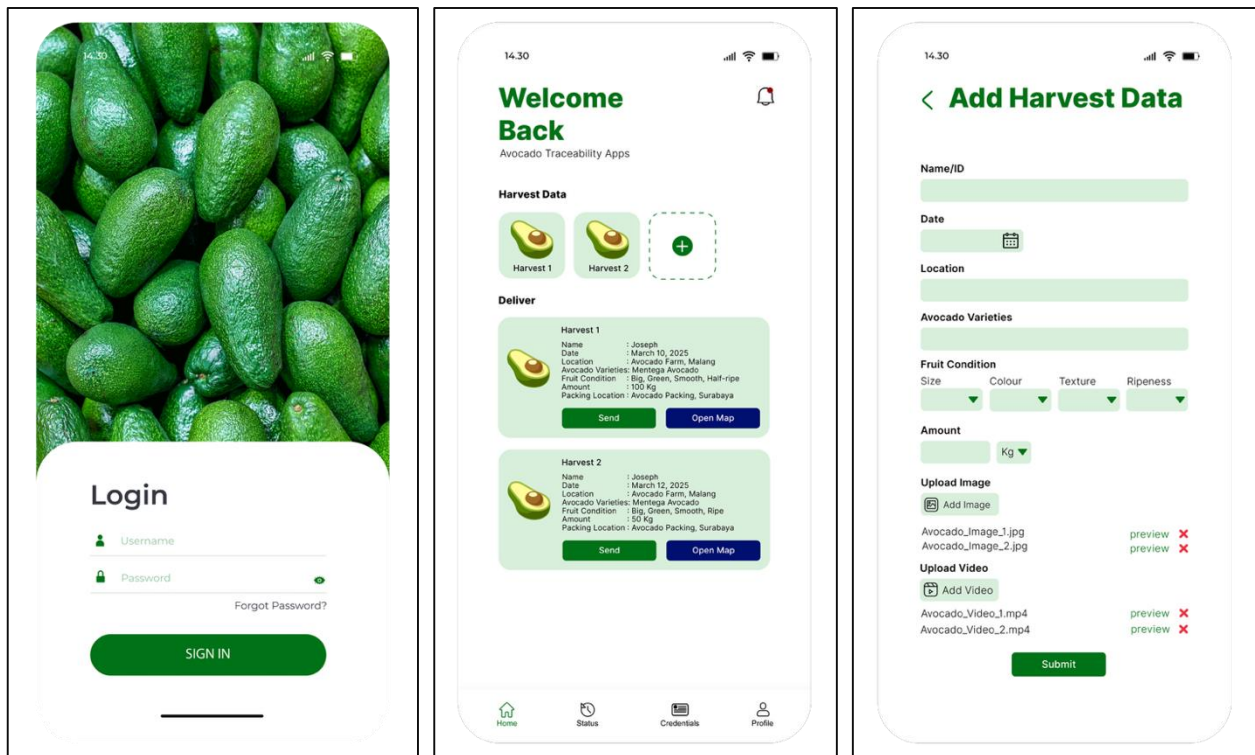 14.30
Login
Username
Password
Forgot Password?
SIGN IN
14.30
Welcome
Back
Avocado Traceability Apps
Harvest Data
Harvest 1
Harvest 2
Deliver
Harvest 1
Name : Joseph
Date : March 10, 2025
Location : Avocado Farm, Malang
Avocado Varieties: Mentega Avocado
Fruit Condition : Big, Green, Smooth, Half-ripe
Amount : 100 Kg
Packing Location : Avocado Packing, Surabaya
Send Open Map
Harvest 2
Name : Joseph
Date : March 12, 2025
Location : Avocado Farm, Malang
Avocado Varieties: Mentega Avocado
Fruit Condition : Big, Green, Smooth, Ripe
Amount : 50 Kg
Packing Location : Avocado Packing, Surabaya
Send Open Map
Home Status Credentials Profile
14.30
Add Harvest Data
Name/ID
Date
Location
Avocado Varieties
Fruit Condition
Size Colour Texture Ripeness
Amount
Kg
Upload Image
Add Image
Avocado_Image_1.jpg preview
Avocado_Image_2.jpg preview
Upload Video
Add Video
Avocado_Video_1.mp4 preview
Avocado_Video_2.mp4 preview
Submit